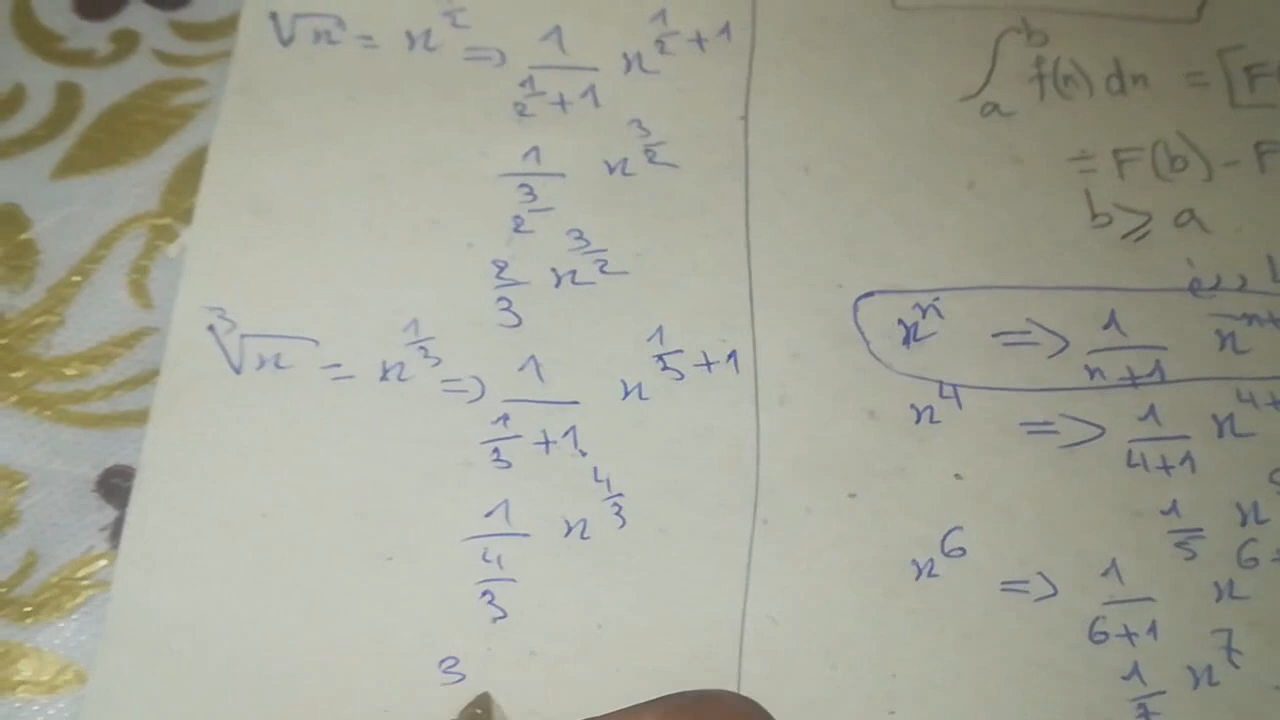 √x = x^½ => 1/(1/2+1) x^(1/2+1)
1/(3/2) x^(3/2)
2/3 x^(3/2)
³√x = x^(1/3) => 1/(1/3+1) x^(1/5+1)
1/(4/3) x^(4/3)
3
∫_a^b f(x) dx = [F
= F(b) - F
b ≥ a
x^n => 1/(n+1) x^(n+
x^4 => 1/(4+1) x^(4+
1/5 x
x^6 => 1/(6+1) x^(6+
1/7 x^7